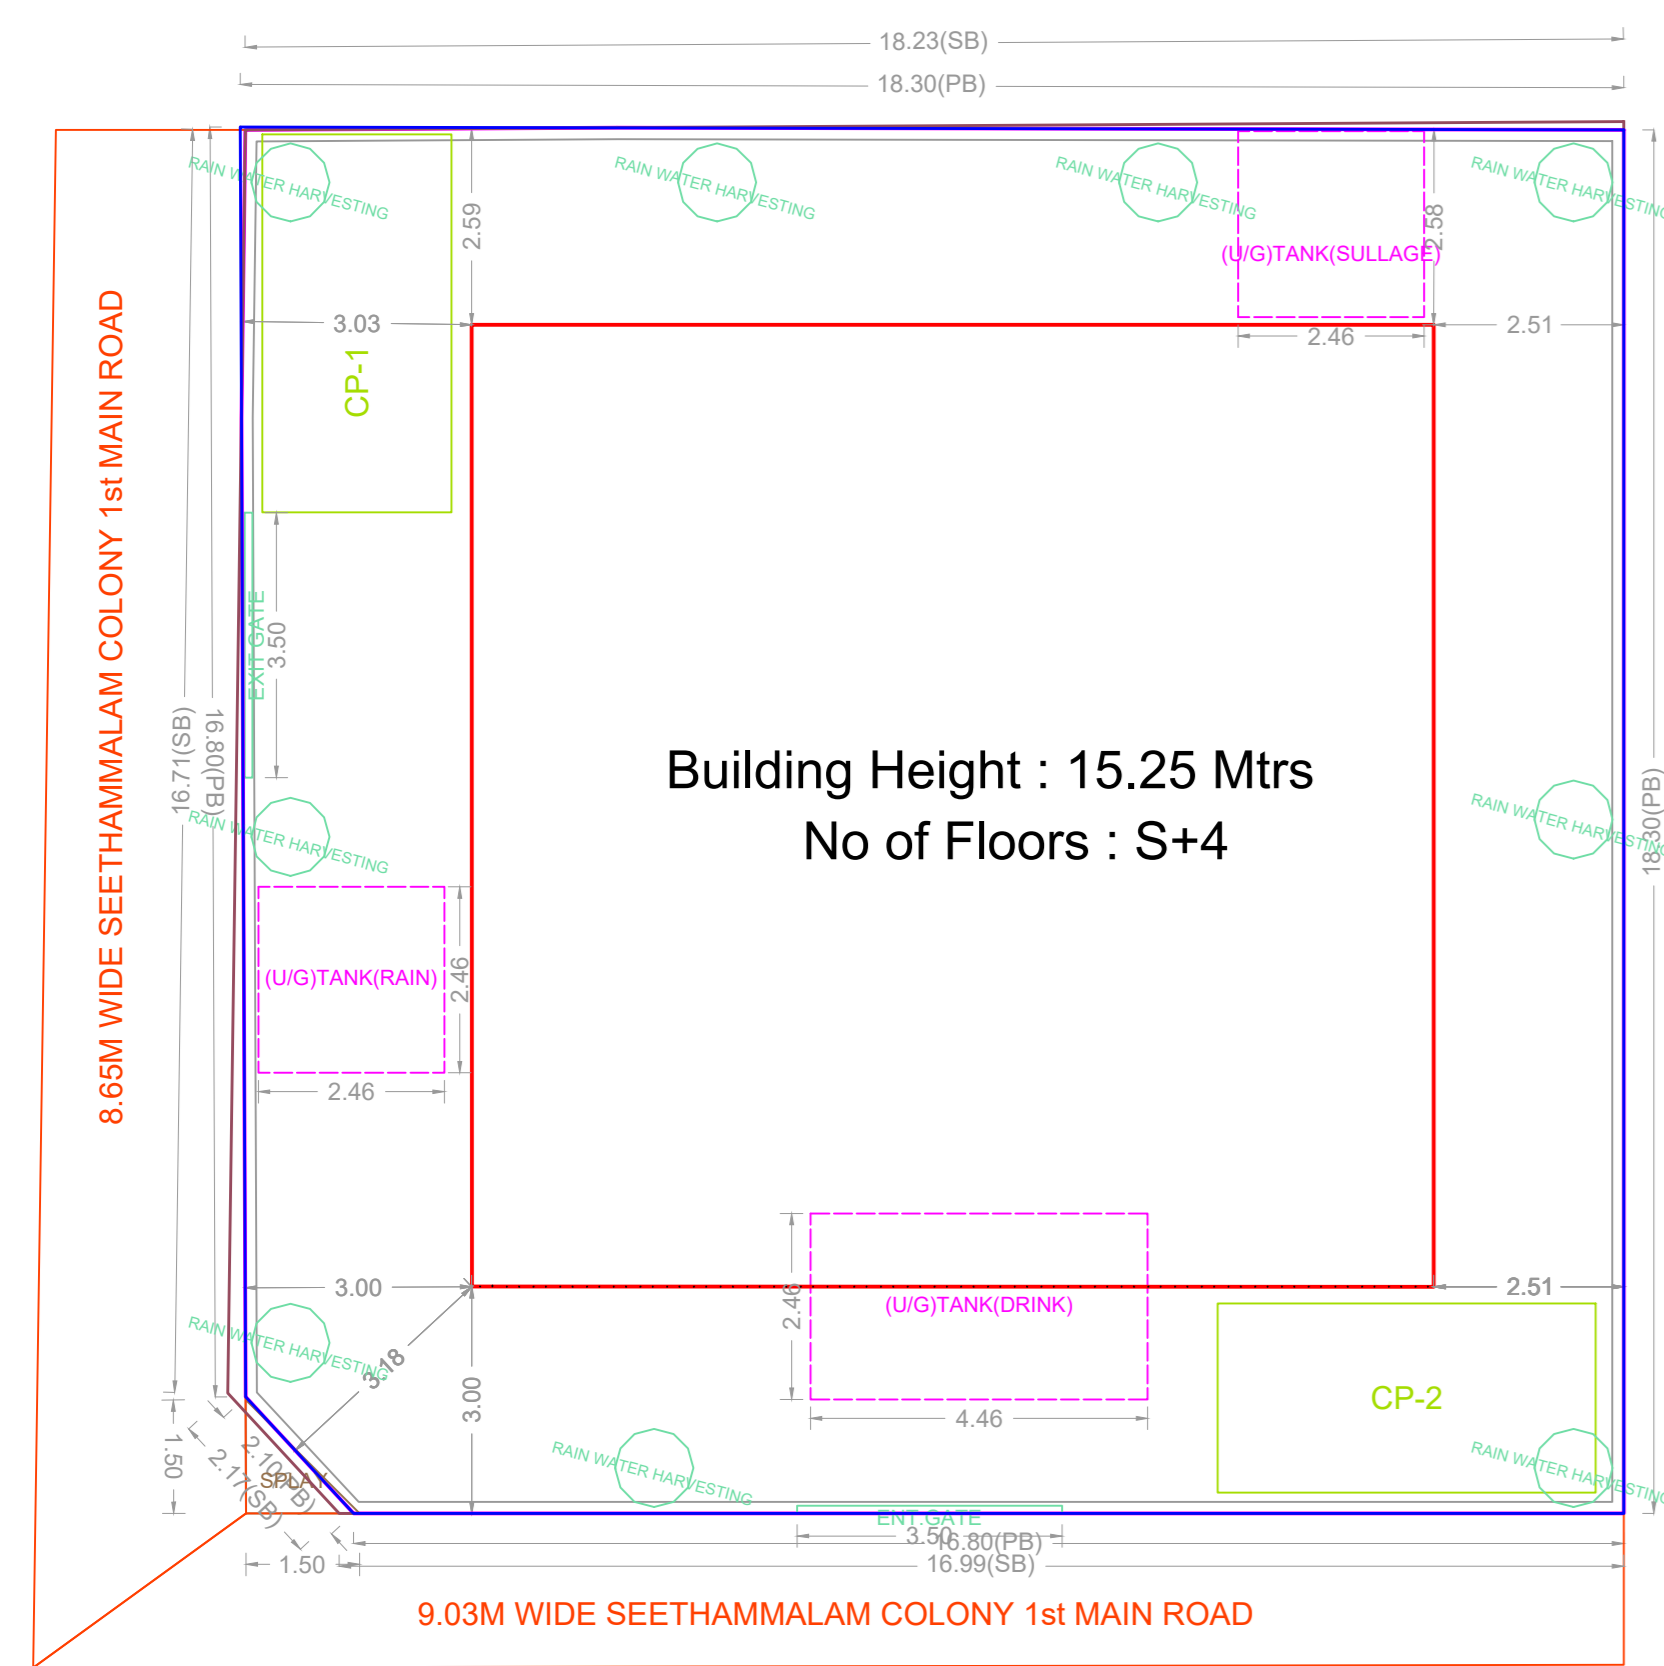 18.23(SB)
18.30(PB)
RAIN WATER HARVESTING
RAIN WATER HARVESTING
RAIN WATER HARVESTING
RAIN WATER HARVESTING
2.59
2.58
(U/G)TANK(SULLAGE)
3.03
2.46
2.51
CP-1
8.65M WIDE SEETHAMMALAM COLONY 1st MAIN ROAD
EXIT GATE
3.50
16.71(SB)
16.80(PB)
Building Height : 15.25 Mtrs
No of Floors : S+4
RAIN WATER HARVESTING
RAIN WATER HARVESTING
18.30(PB)
(U/G)TANK(RAIN)
2.46
2.46
3.00
2.51
2.46
(U/G)TANK(DRINK)
RAIN WATER HARVESTING
3.18
3.00
CP-2
4.46
1.50
2.10(PB)
2.17(SB)
SPLAY
RAIN WATER HARVESTING
RAIN WATER HARVESTING
ENT.GATE
3.50
16.80(PB)
1.50
16.99(SB)
9.03M WIDE SEETHAMMALAM COLONY 1st MAIN ROAD